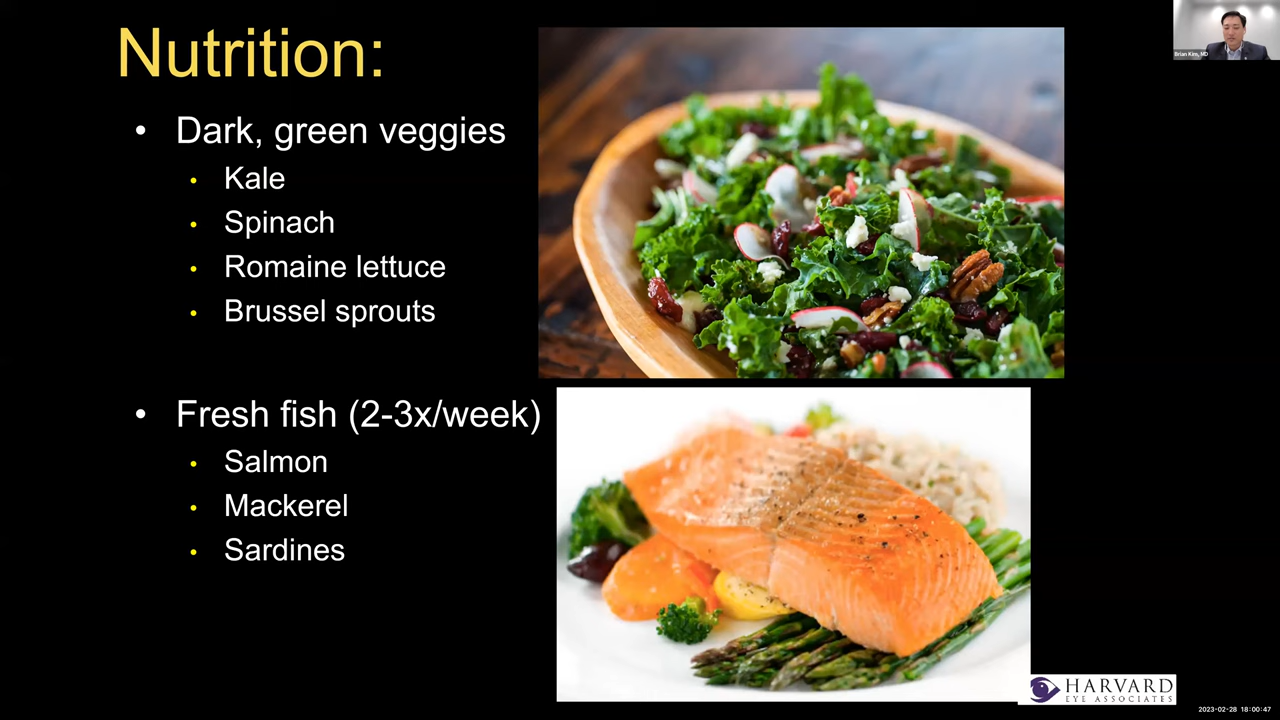 Nutrition:
• Dark, green veggies
• Kale
• Spinach
• Romaine lettuce
• Brussel sprouts
• Fresh fish (2-3x/week)
• Salmon
• Mackerel
• Sardines
Brian Kim, MD
HARVARD
EYE ASSOCIATES
2023-02-28 18:00:47